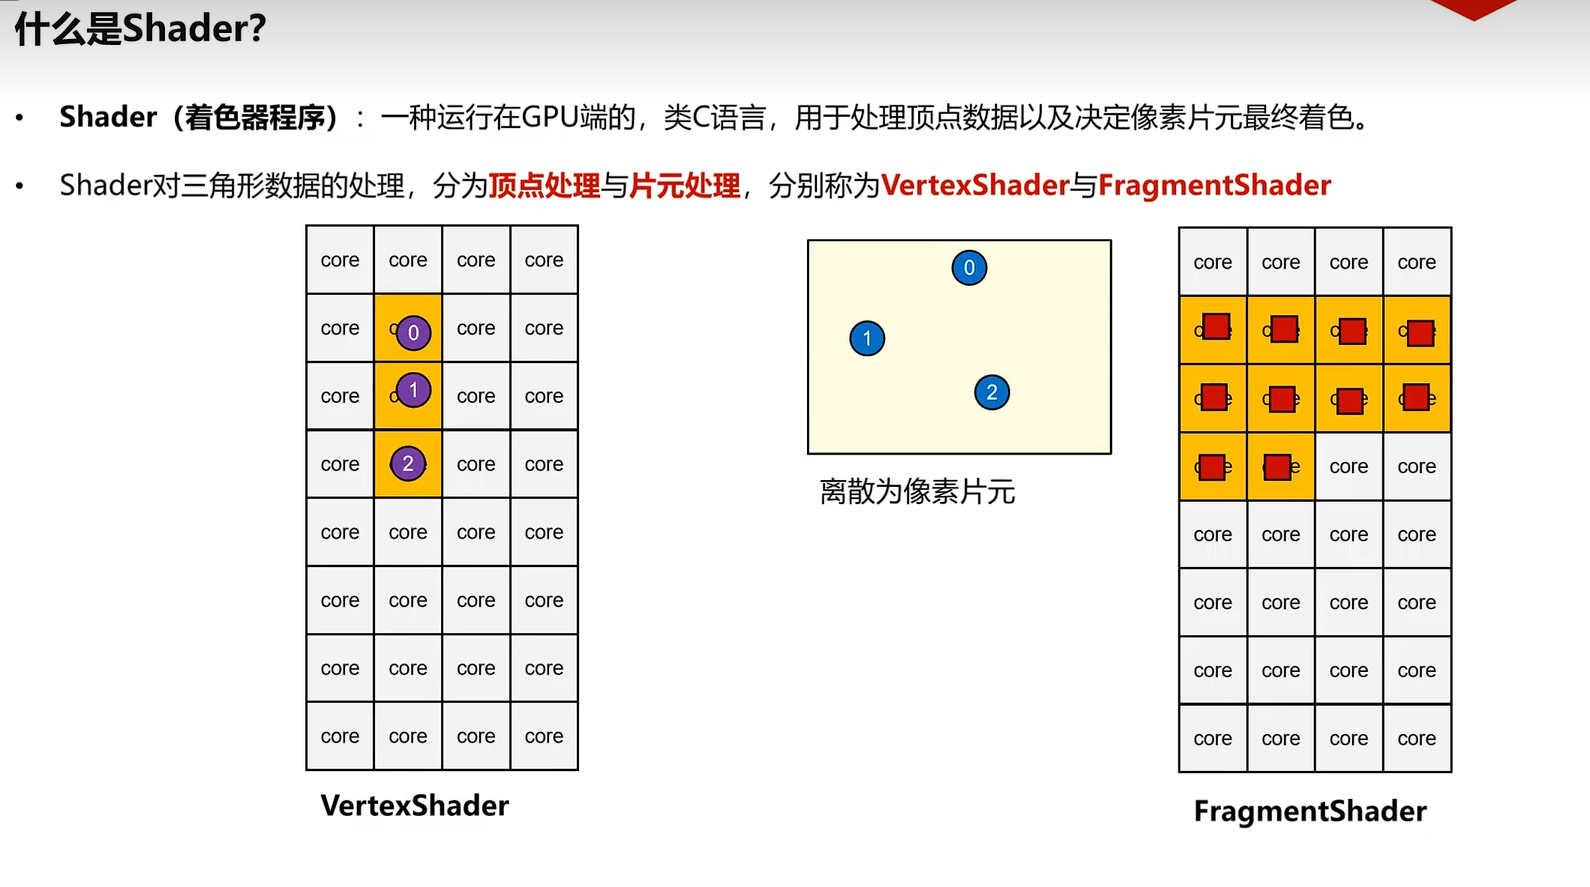 什么是Shader？
• Shader（着色器程序）：一种运行在GPU端的，类C语言，用于处理顶点数据以及决定像素片元最终着色。
• Shader对三角形数据的处理，分为顶点处理与片元处理，分别称为VertexShader与FragmentShader
core core core core
core 0 core core
core 1 core core
core 2 core core
core core core core
core core core core
core core core core
core core core core
VertexShader
0
1
2
离散为像素片元
core core core core
core core
core core core core
core core core core
core core core core
core core core core
FragmentShader